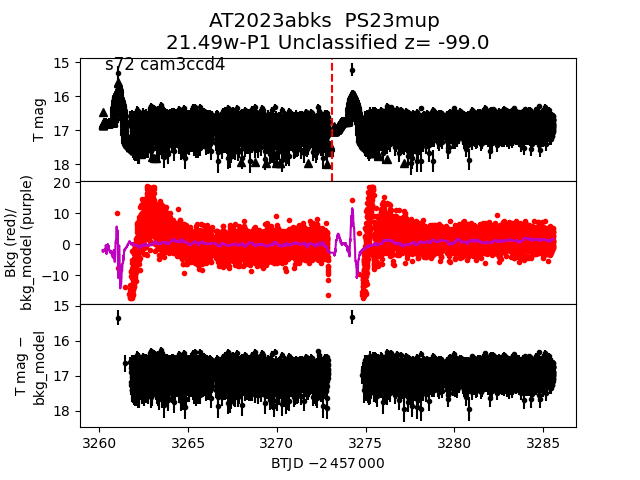 AT2023abks PS23mup
21.49w-P1 Unclassified z= -99.0
s72 cam3ccd4
15
16
17
18
T mag
20
10
0
−10
Bkg (red)/
bkg_model (purple)
15
16
17
18
T mag −
bkg_model
3260 3265 3270 3275 3280 3285
BTJD −2 457 000